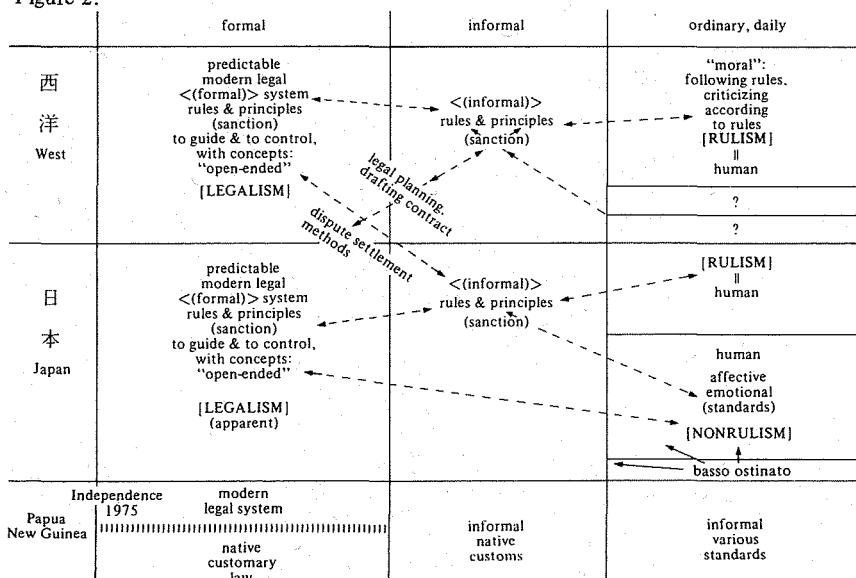 Figure 2.
formal
informal
ordinary, daily
西
洋
West
predictable
modern legal
<(formal)> system
rules & principles
(sanction)
to guide & to control,
with concepts:
"open-ended"
[LEGALISM]
<(informal)>
rules & principles
(sanction)
legal planning,
drafting contract
dispute settlement
methods
"moral":
following rules,
criticizing
according
to rules
[RULISM]
||
human
?
?
日
本
Japan
predictable
modern legal
<(formal)> system
rules & principles
(sanction)
to guide & to control,
with concepts:
"open-ended"
[LEGALISM]
(apparent)
<(informal)>
rules & principles
(sanction)
[RULISM]
||
human
human
affective
emotional
(standards)
[NONRULISM]
basso ostinato
Papua
New Guinea
Independence
1975
modern
legal system
native
customary
law
informal
native
customs
informal
various
standards